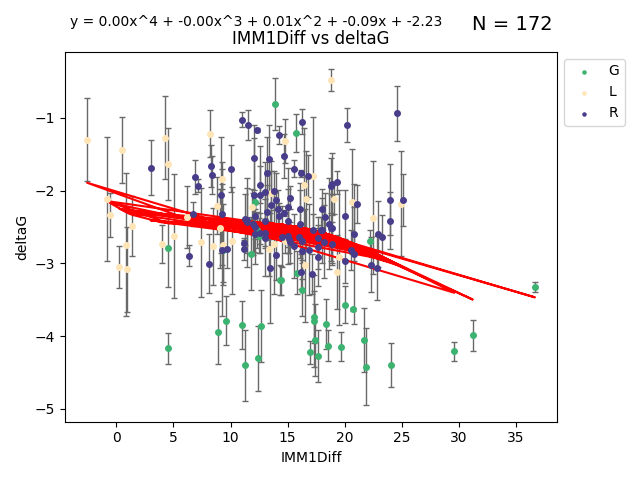 y = 0.00x^4 + -0.00x^3 + 0.01x^2 + -0.09x + -2.23
N = 172
IMM1Diff vs deltaG
G
L
R
deltaG
−1
−2
−3
−4
−5
0 5 10 15 20 25 30 35
IMM1Diff